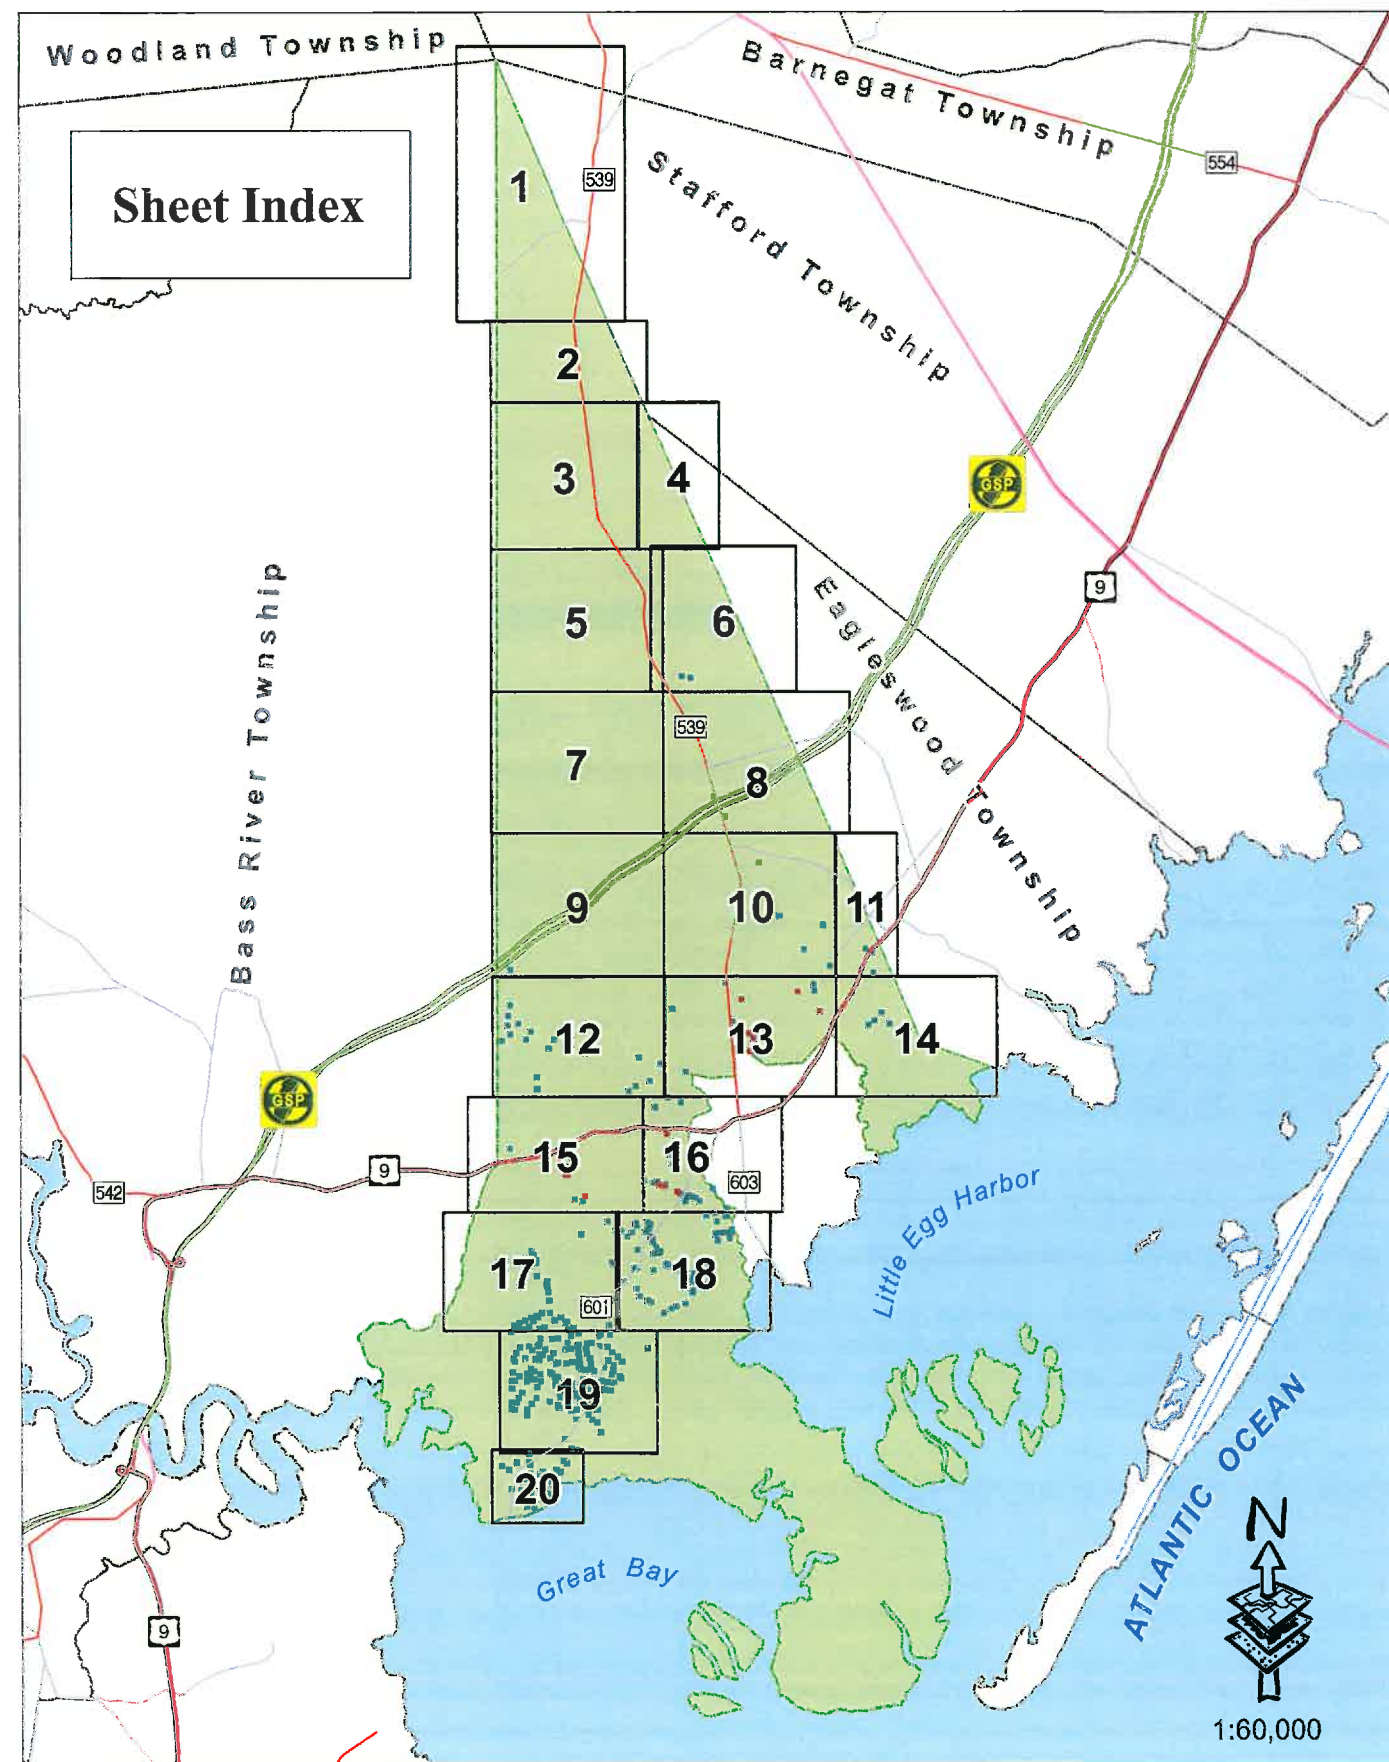 Woodland Township
Barnegat Township
554
Sheet Index
1
539
Stafford Township
2
3
4
GSP
9
5
6
Eagleswood Township
Bass River Township
7
539
8
9
10
11
12
13
14
GSP
15
16
9
542
603
Little Egg Harbor
17
18
601
19
20
ATLANTIC OCEAN
Great Bay
N
9
1:60,000